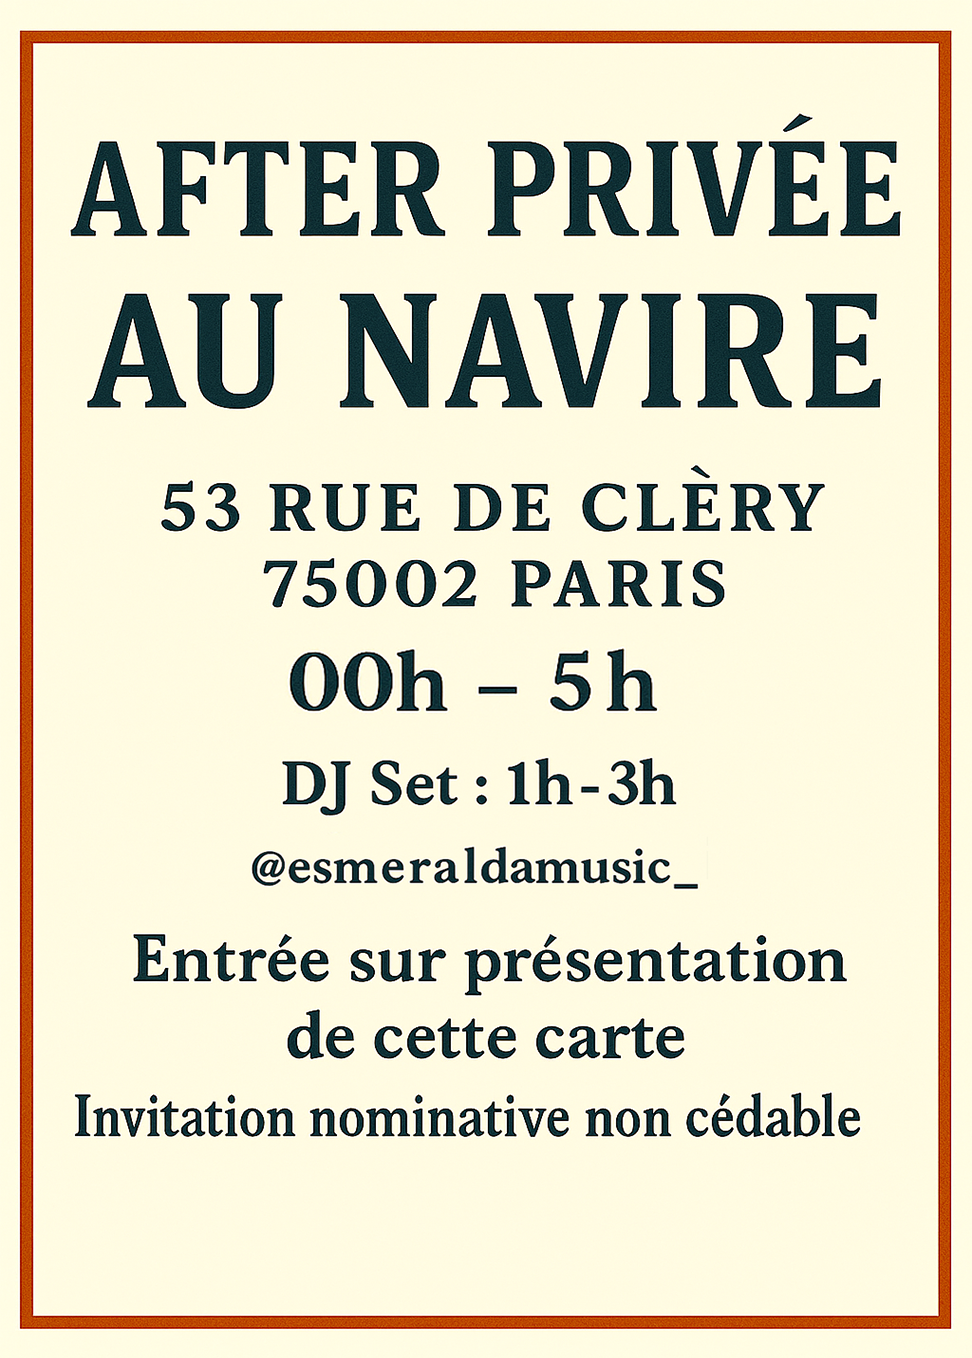 AFTER PRIVÉE
AU NAVIRE
53 RUE DE CLÈRY
75002 PARIS
00h – 5h
DJ Set : 1h-3h
@esmeraldamusic_
Entrée sur présentation
de cette carte
Invitation nominative non cédable